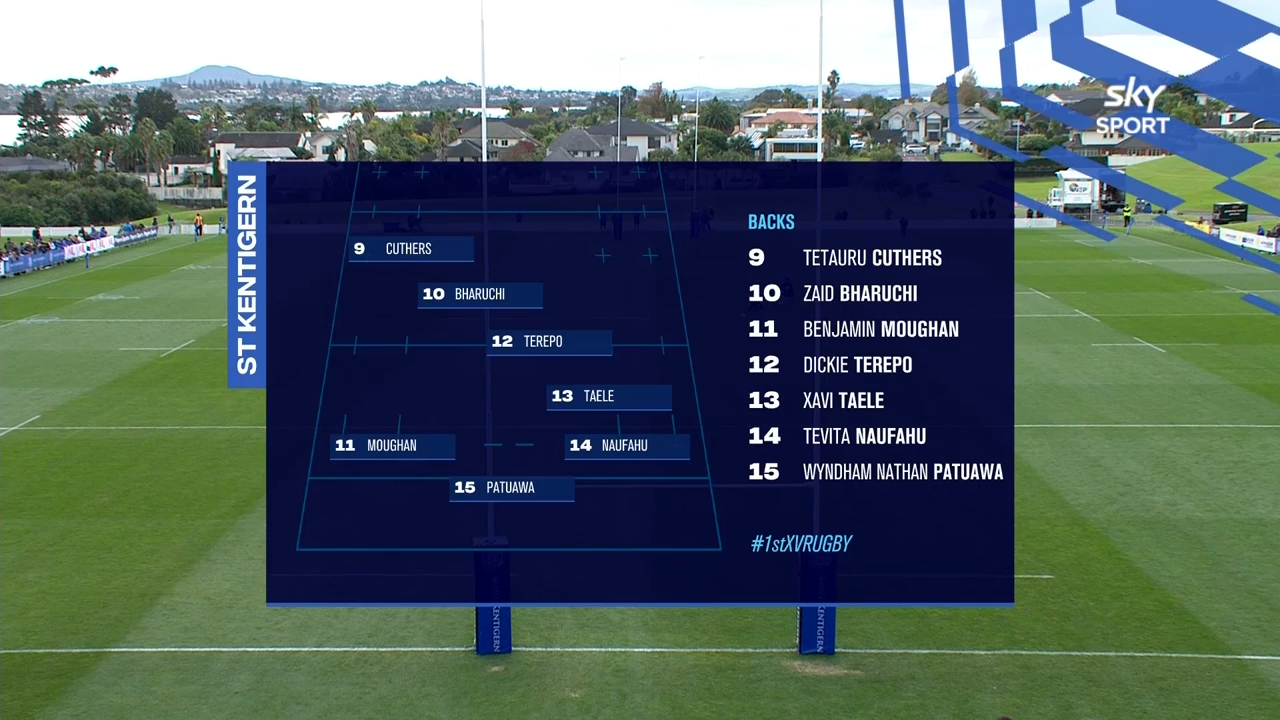 sky
SPORT
ST KENTIGERN
9 CUTHERS
10 BHARUCHI
12 TEREPO
13 TAELE
11 MOUGHAN
14 NAUFAHU
15 PATUAWA
BACKS
9 TETAURU CUTHERS
10 ZAID BHARUCHI
11 BENJAMIN MOUGHAN
12 DICKIE TEREPO
13 XAVI TAELE
14 TEVITA NAUFAHU
15 WYNDHAM NATHAN PATUAWA
#1stXVRUGBY
KENTIGERN
KENTIGERN